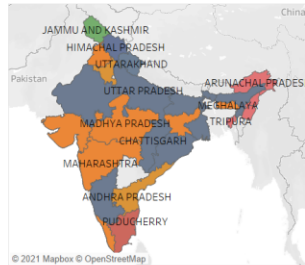 China
JAMMU AND KASHMIR
HIMACHAL PRADESH
Pakistan
UTTARAKHAND
ARUNACHAL PRADES
UTTAR PRADESH
MEGHALAYA
MADHYA PRADESH
TRIPURA
CHATTISGARH
MAHARASHTRA
ANDHRA PRADESH
PUDUCHERRY
© 2021 Mapbox © OpenStreetMap